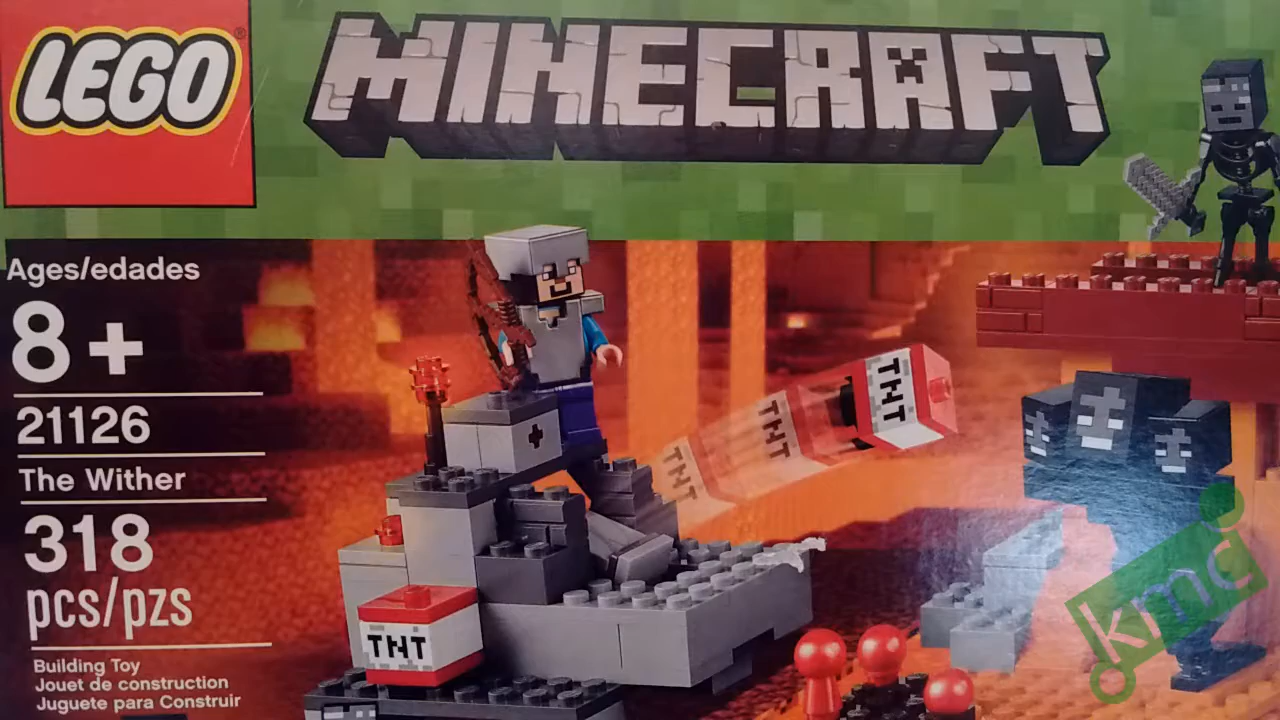 LEGO®
MINECRAFT
Ages/edades
8+
21126
The Wither
318
pcs/pzs
Building Toy
Jouet de construction
Juguete para Construir
TNT
TNT
TNT
TNT
kmc